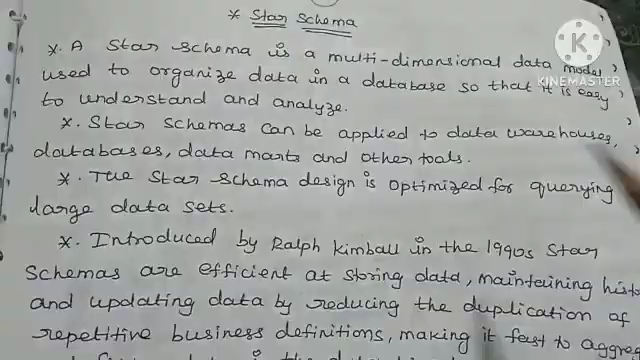 * Star Schema
*. A Star schema is a multi-dimensional data model
used to organize data in a database so that it is easy
to understand and analyze.
*. Star schemas can be applied to data warehouses,
databases, data marts and other tools.
*. The Star schema design is optimized for querying
large data sets.
*. Introduced by Ralph Kimball in the 1990s Star
schemas are efficient at storing data, maintaining histo
and updating data by reducing the duplication of
repetitive business definitions, making it fast to aggreg
K
KINEMASTER